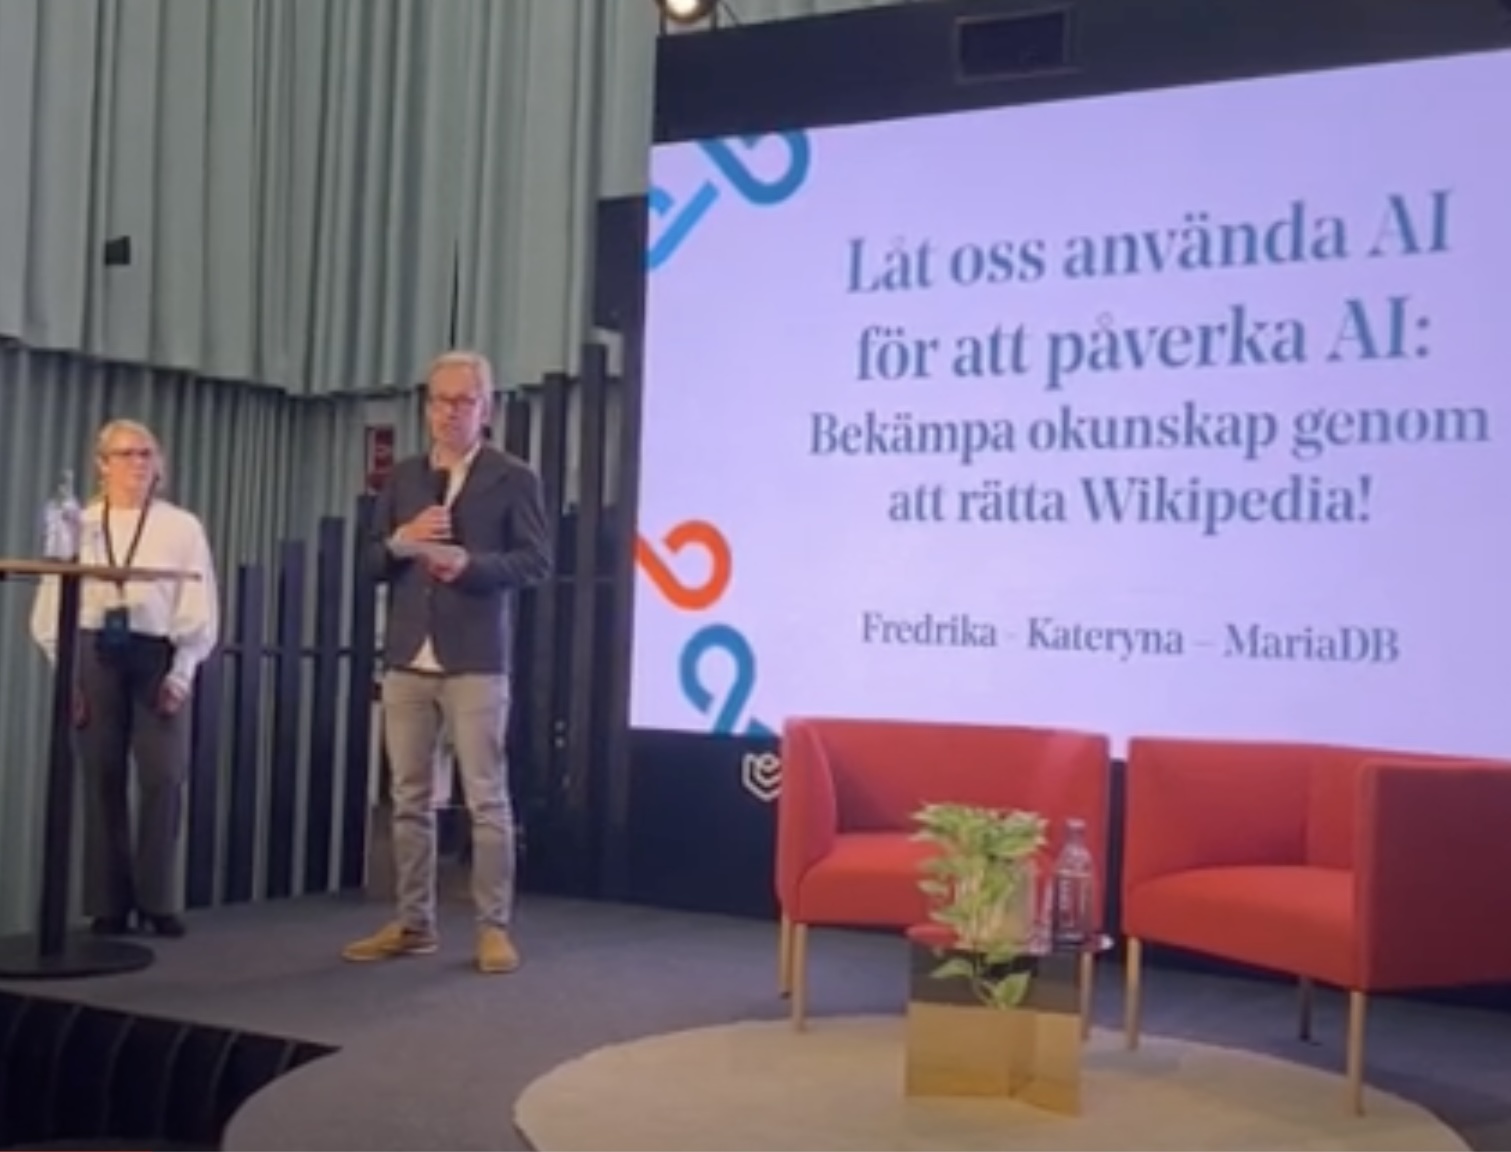 Låt oss använda AI
för att påverka AI:
Bekämpa okunskap genom
att rätta Wikipedia!
Fredrika - Kateryna – MariaDB